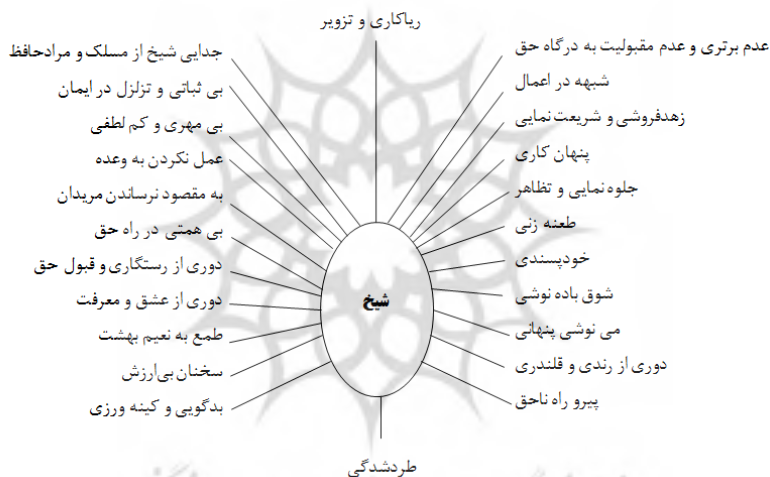 ریاکاری و تزویر
عدم برتری و عدم مقبولیت به درگاه حق
شبهه در اعمال
زهدفروشی و شریعت نمایی
پنهان کاری
جلوه نمایی و تظاهر
طعنه زنی
خودپسندی
شوق باده نوشی
می نوشی پنهانی
دوری از رندی و قلندری
پیرو راه ناحق
شیخ
جدایی شیخ از مسلک و مرادحافظ
بی ثباتی و تزلزل در ایمان
بی مهری و کم لطفی
عمل نکردن به وعده
به مقصود نرساندن مریدان
بی همتی در راه حق
دوری از رستگاری و قبول حق
دوری از عشق و معرفت
طمع به نعیم بهشت
سخنان بی‌ارزش
بدگویی و کینه ورزی
طردشدگی